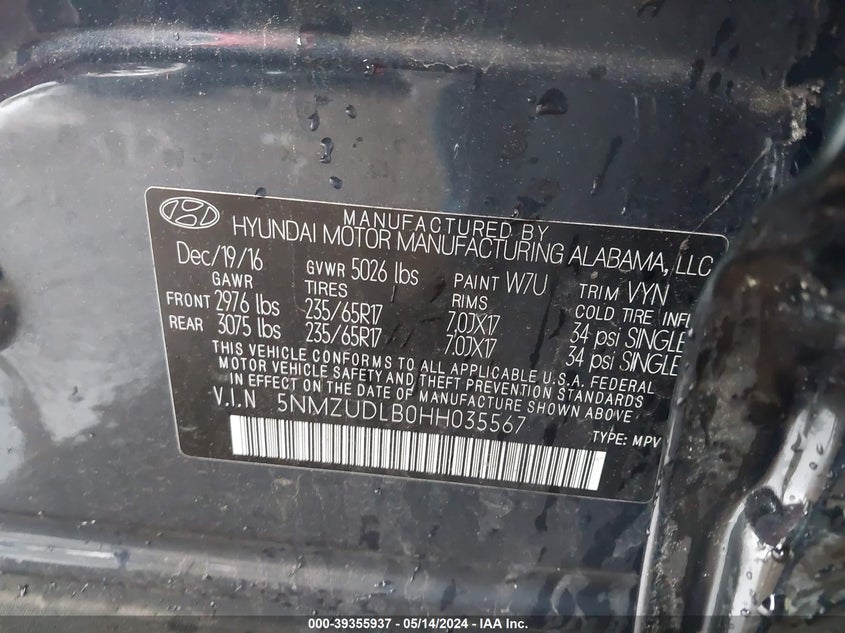 MANUFACTURED BY
HYUNDAI MOTOR MANUFACTURING ALABAMA, LLC
Dec/19/16 GVWR 5026 lbs PAINT W7U TRIM VYN
GAWR TIRES RIMS COLD TIRE INFL
FRONT 2976 lbs 235/65R17 7.0JX17 34 psi SINGLE
REAR 3075 lbs 235/65R17 7.0JX17 34 psi SINGLE
THIS VEHICLE CONFORMS TO ALL APPLICABLE U.S.A. FEDERAL
MOTOR VEHICLE SAFETY AND THEFT PREVENTION STANDARDS
IN EFFECT ON THE DATE OF MANUFACTURE SHOWN ABOVE
V.I.N 5NMZUDLB0HH035567
TYPE: MPV
000-39355937 - 05/14/2024 - IAA Inc.